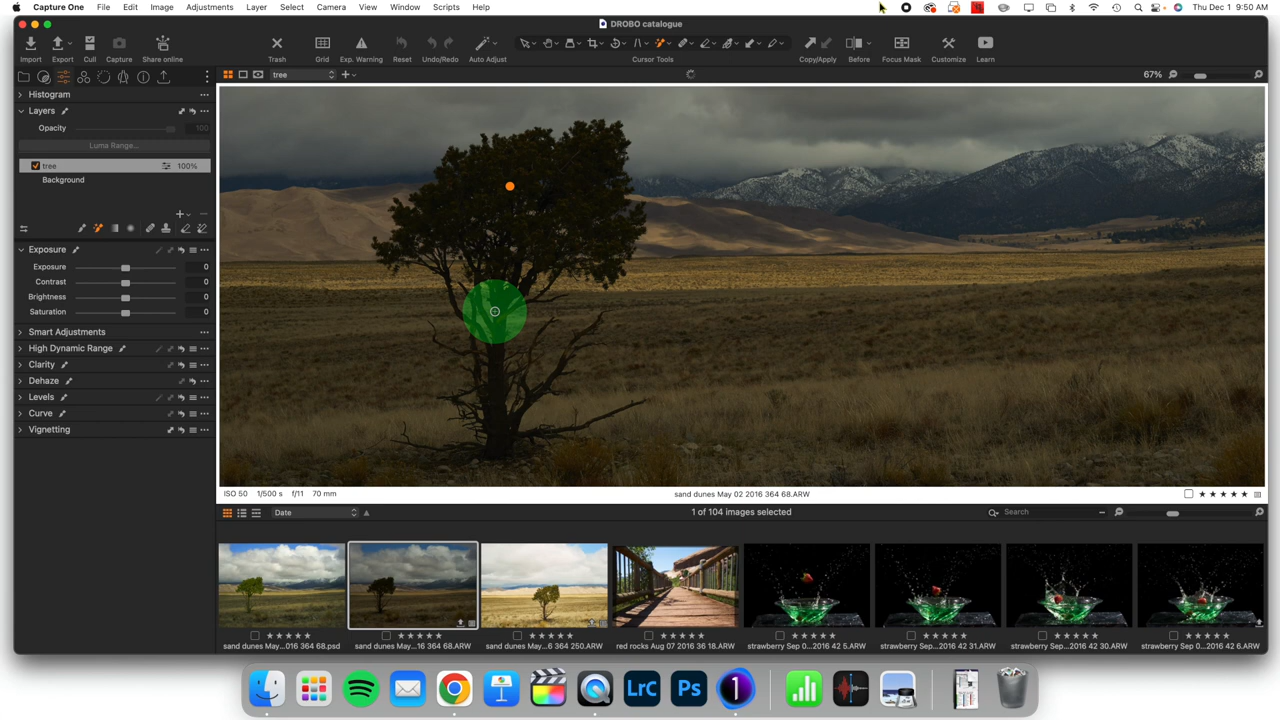 Capture One File Edit Image Adjustments Layer Select Camera View Window Scripts Help Thu Dec 1 9:50 AM
DROBO catalogue
Import Export Cull Capture Share online Trash Grid Exp. Warning Reset Undo/Redo Auto Adjust Cursor Tools Copy/Apply Before Focus Mask Customize Learn
tree 67%
Histogram
Layers
Opacity 100
Luma Range...
tree 100%
Background
Exposure
Exposure 0
Contrast 0
Brightness 0
Saturation 0
Smart Adjustments
High Dynamic Range
Clarity
Dehaze
Levels
Curve
Vignetting
ISO 50 1/500 s f/11 70 mm sand dunes May 02 2016 364 68.ARW
Date 1 of 104 images selected Search
sand dunes May...016 364 68.psd sand dunes May...16 364 68.ARW sand dunes May...6 364 250.ARW red rocks Aug 07 2016 36 18.ARW strawberry Sep 0...2016 42 5.ARW strawberry Sep...2016 42 31.ARW strawberry Sep...2016 42 30.ARW strawberry Sep 0...2016 42 6.ARW
LrC Ps 1